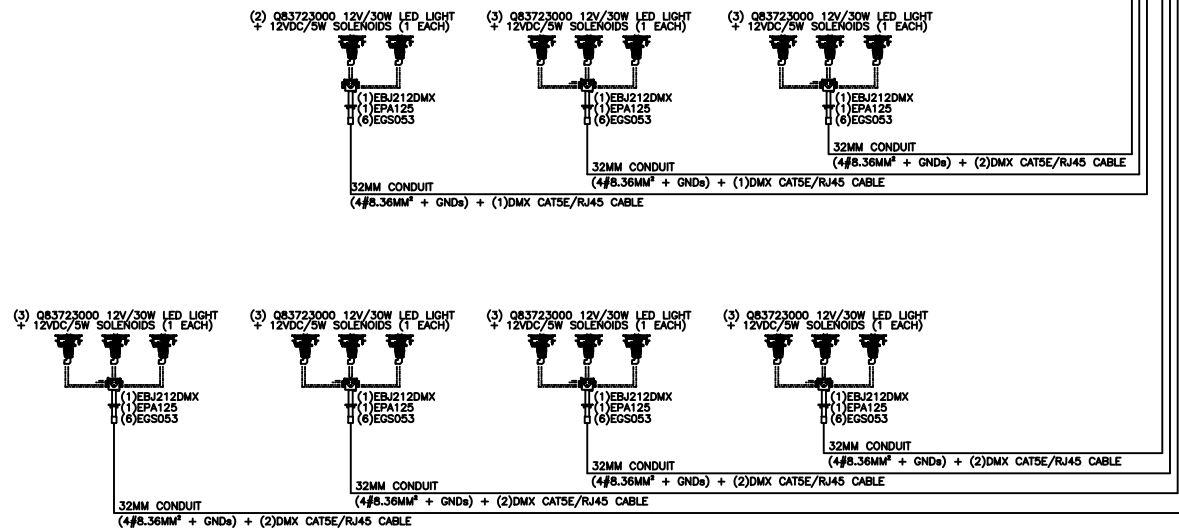 (2) Q83723000 12V/30W LED LIGHT
+ 12VDC/5W SOLENOIDS (1 EACH)
(1)EBJ212DMX
(1)EPA125
(6)EGS053
32MM CONDUIT
(4#8.36MM² + GNDs) + (1)DMX CAT5E/RJ45 CABLE
(3) Q83723000 12V/30W LED LIGHT
+ 12VDC/5W SOLENOIDS (1 EACH)
(1)EBJ212DMX
(1)EPA125
(6)EGS053
32MM CONDUIT
(4#8.36MM² + GNDs) + (1)DMX CAT5E/RJ45 CABLE
(3) Q83723000 12V/30W LED LIGHT
+ 12VDC/5W SOLENOIDS (1 EACH)
(1)EBJ212DMX
(1)EPA125
(6)EGS053
32MM CONDUIT
(4#8.36MM² + GNDs) + (2)DMX CAT5E/RJ45 CABLE
(3) Q83723000 12V/30W LED LIGHT
+ 12VDC/5W SOLENOIDS (1 EACH)
(1)EBJ212DMX
(1)EPA125
(6)EGS053
32MM CONDUIT
(4#8.36MM² + GNDs) + (2)DMX CAT5E/RJ45 CABLE
(3) Q83723000 12V/30W LED LIGHT
+ 12VDC/5W SOLENOIDS (1 EACH)
(1)EBJ212DMX
(1)EPA125
(6)EGS053
32MM CONDUIT
(4#8.36MM² + GNDs) + (2)DMX CAT5E/RJ45 CABLE
(3) Q83723000 12V/30W LED LIGHT
+ 12VDC/5W SOLENOIDS (1 EACH)
(1)EBJ212DMX
(1)EPA125
(6)EGS053
32MM CONDUIT
(4#8.36MM² + GNDs) + (2)DMX CAT5E/RJ45 CABLE
(3) Q83723000 12V/30W LED LIGHT
+ 12VDC/5W SOLENOIDS (1 EACH)
(1)EBJ212DMX
(1)EPA125
(6)EGS053
32MM CONDUIT
(4#8.36MM² + GNDs) + (2)DMX CAT5E/RJ45 CABLE